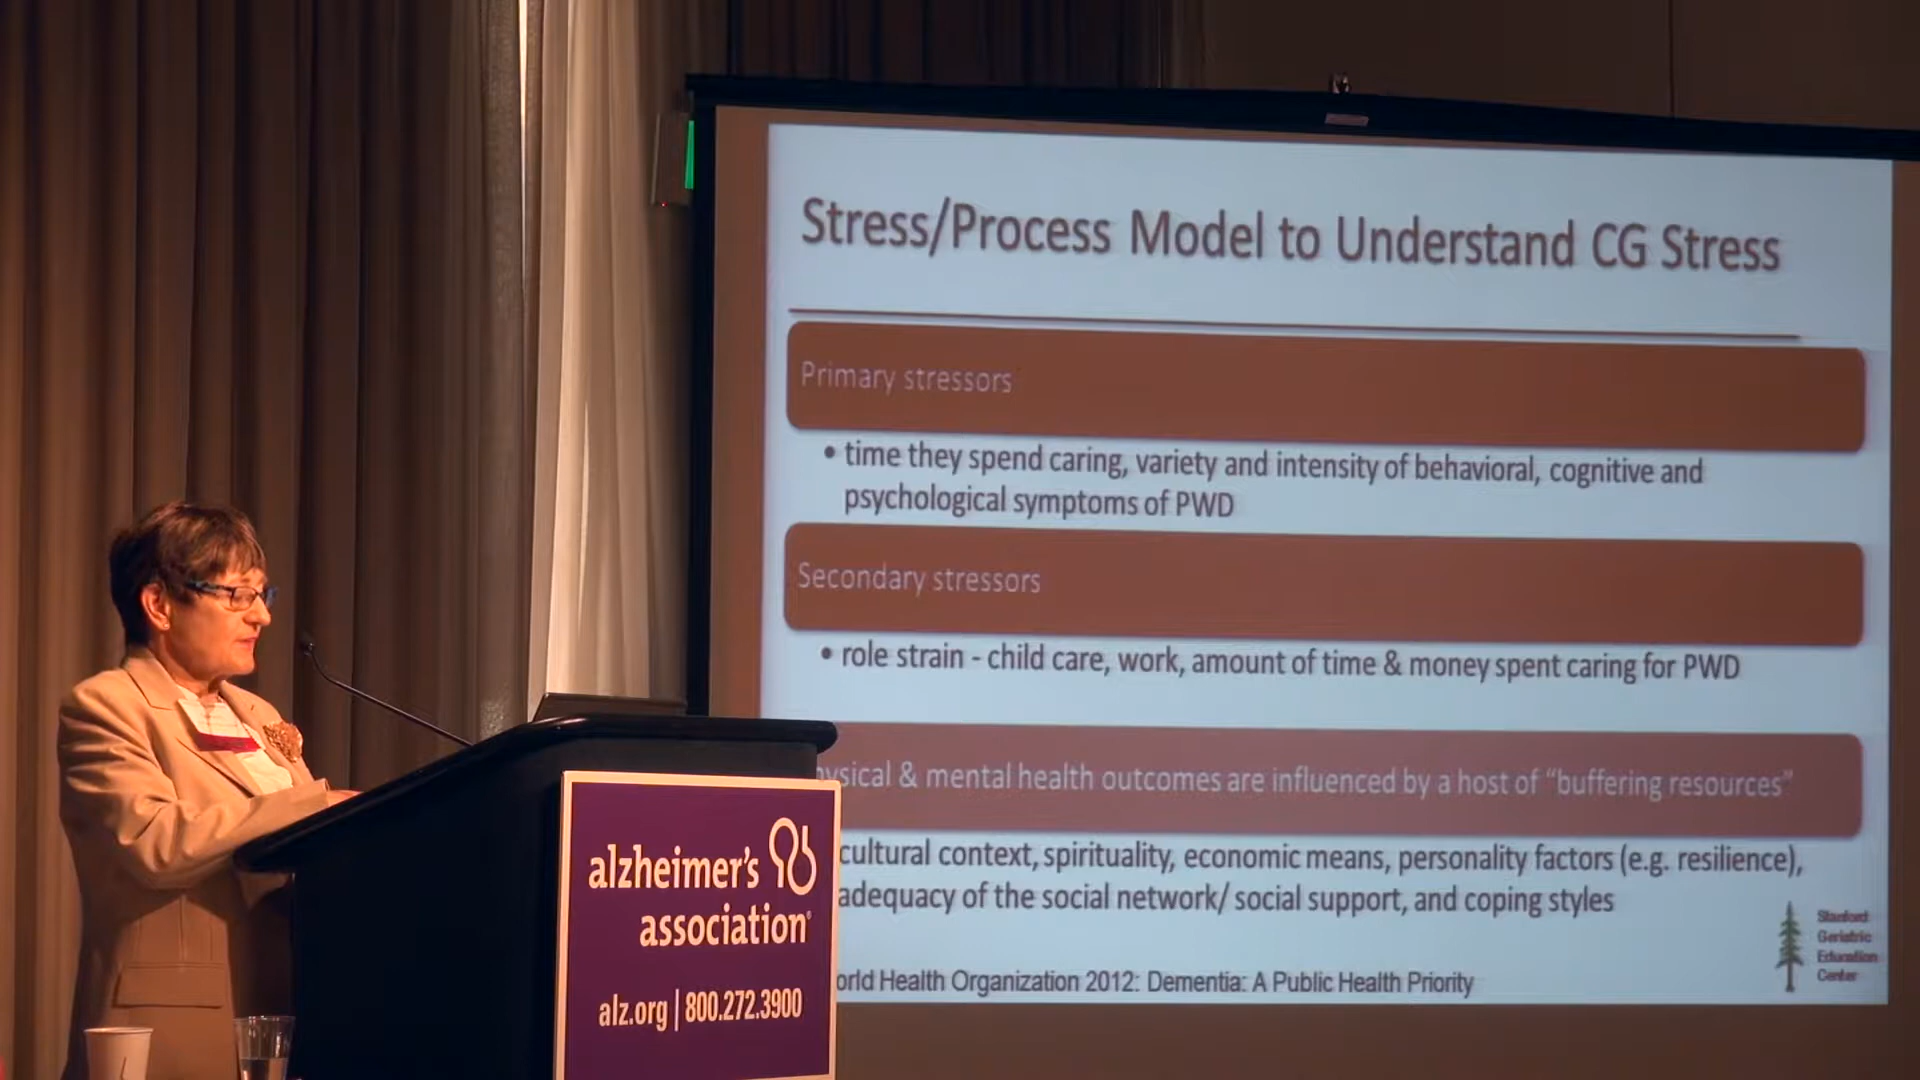 Stress/Process Model to Understand CG Stress
Primary stressors
• time they spend caring, variety and intensity of behavioral, cognitive and
psychological symptoms of PWD
Secondary stressors
• role strain - child care, work, amount of time & money spent caring for PWD
& mental health outcomes are influenced by a host of “buffering resources”
cultural context, spirituality, economic means, personality factors (e.g. resilience),
adequacy of the social network/ social support, and coping styles
Health Organization 2012: Dementia: A Public Health Priority
Stanford
Geriatric
Education
Center
alzheimer's
association®
alz.org | 800.272.3900